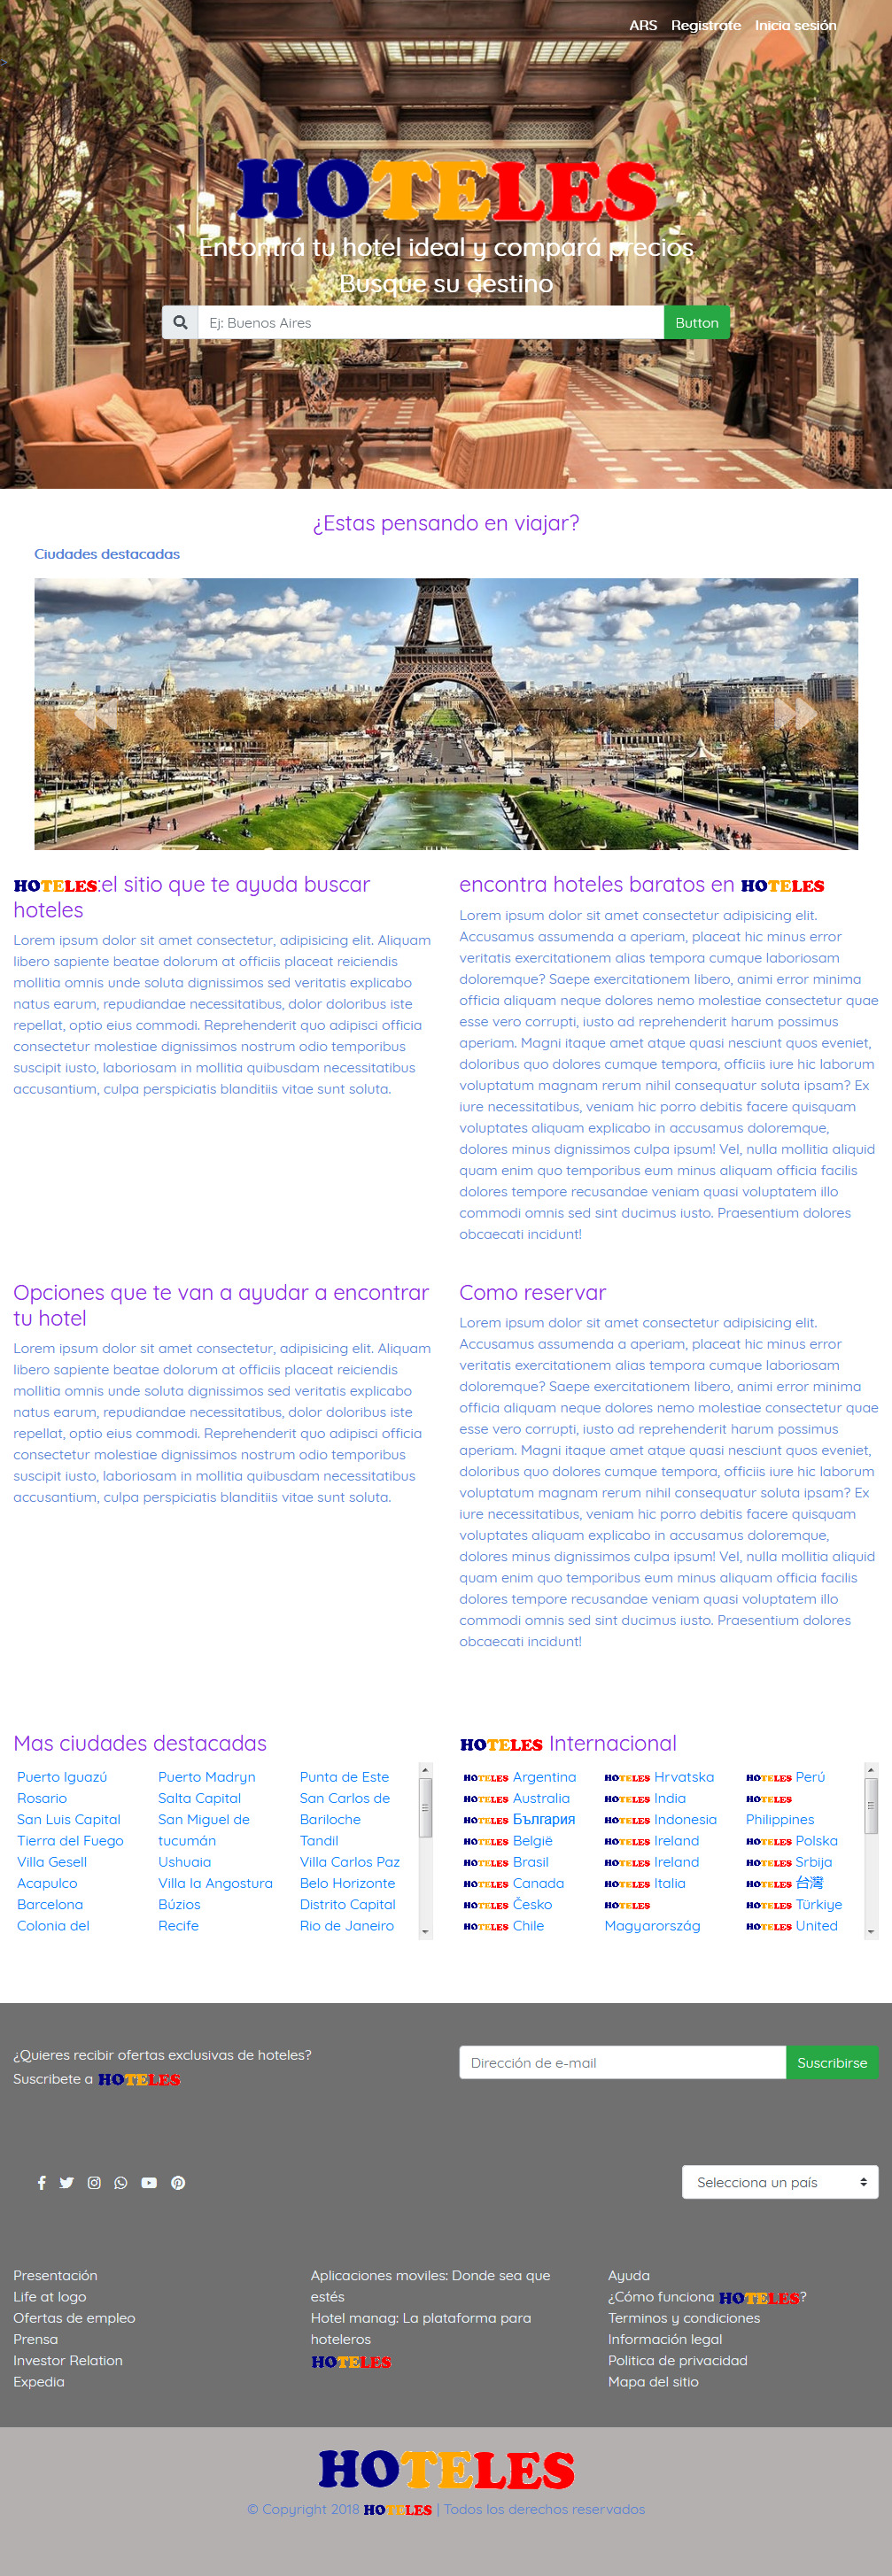 ARS Registrate Inicia sesión
HOTELES
Encontrá tu hotel ideal y compará precios
Busque su destino
Ej: Buenos Aires
Button
¿Estas pensando en viajar?
Ciudades destacadas
HOTELES:el sitio que te ayuda buscar
hoteles
Lorem ipsum dolor sit amet consectetur, adipisicing elit. Aliquam
libero sapiente beatae dolorum at officiis placeat reiciendis
mollitia omnis unde soluta dignissimos sed veritatis explicabo
natus earum, repudiandae necessitatibus, dolor doloribus iste
repellat, optio eius commodi. Reprehenderit quo adipisci officia
consectetur molestiae dignissimos nostrum odio temporibus
suscipit iusto, laboriosam in mollitia quibusdam necessitatibus
accusantium, culpa perspiciatis blanditiis vitae sunt soluta.
encontra hoteles baratos en HOTELES
Lorem ipsum dolor sit amet consectetur adipisicing elit.
Accusamus assumenda a aperiam, placeat hic minus error
veritatis exercitationem alias tempora cumque laboriosam
doloremque? Saepe exercitationem libero, animi error minima
officia aliquam neque dolores nemo molestiae consectetur quae
esse vero corrupti, iusto ad reprehenderit harum possimus
aperiam. Magni itaque amet atque quasi nesciunt quos eveniet,
doloribus quo dolores cumque tempora, officiis iure hic laborum
voluptatum magnam rerum nihil consequatur soluta ipsam? Ex
iure necessitatibus, veniam hic porro debitis facere quisquam
voluptates aliquam explicabo in accusamus doloremque,
dolores minus dignissimos culpa ipsum! Vel, nulla mollitia aliquid
quam enim quo temporibus eum minus aliquam officia facilis
dolores tempore recusandae veniam quasi voluptatem illo
commodi omnis sed sint ducimus iusto. Praesentium dolores
obcaecati incidunt!
Opciones que te van a ayudar a encontrar
tu hotel
Lorem ipsum dolor sit amet consectetur, adipisicing elit. Aliquam
libero sapiente beatae dolorum at officiis placeat reiciendis
mollitia omnis unde soluta dignissimos sed veritatis explicabo
natus earum, repudiandae necessitatibus, dolor doloribus iste
repellat, optio eius commodi. Reprehenderit quo adipisci officia
consectetur molestiae dignissimos nostrum odio temporibus
suscipit iusto, laboriosam in mollitia quibusdam necessitatibus
accusantium, culpa perspiciatis blanditiis vitae sunt soluta.
Como reservar
Lorem ipsum dolor sit amet consectetur adipisicing elit.
Accusamus assumenda a aperiam, placeat hic minus error
veritatis exercitationem alias tempora cumque laboriosam
doloremque? Saepe exercitationem libero, animi error minima
officia aliquam neque dolores nemo molestiae consectetur quae
esse vero corrupti, iusto ad reprehenderit harum possimus
aperiam. Magni itaque amet atque quasi nesciunt quos eveniet,
doloribus quo dolores cumque tempora, officiis iure hic laborum
voluptatum magnam rerum nihil consequatur soluta ipsam? Ex
iure necessitatibus, veniam hic porro debitis facere quisquam
voluptates aliquam explicabo in accusamus doloremque,
dolores minus dignissimos culpa ipsum! Vel, nulla mollitia aliquid
quam enim quo temporibus eum minus aliquam officia facilis
dolores tempore recusandae veniam quasi voluptatem illo
commodi omnis sed sint ducimus iusto. Praesentium dolores
obcaecati incidunt!
Mas ciudades destacadas
Puerto Iguazú
Rosario
San Luis Capital
Tierra del Fuego
Villa Gesell
Acapulco
Barcelona
Colonia del
Puerto Madryn
Salta Capital
San Miguel de
tucumán
Ushuaia
Villa la Angostura
Búzios
Recife
Punta de Este
San Carlos de
Bariloche
Tandil
Villa Carlos Paz
Belo Horizonte
Distrito Capital
Rio de Janeiro
HOTELES Internacional
HOTELES Argentina
HOTELES Australia
HOTELES България
HOTELES België
HOTELES Brasil
HOTELES Canada
HOTELES Česko
HOTELES Chile
HOTELES Hrvatska
HOTELES India
HOTELES Indonesia
HOTELES Ireland
HOTELES Ireland
HOTELES Italia
HOTELES
Magyarország
HOTELES Perú
HOTELES
Philippines
HOTELES Polska
HOTELES Srbija
HOTELES 台灣
HOTELES Türkiye
HOTELES United
¿Quieres recibir ofertas exclusivas de hoteles?
Suscribete a HOTELES
Dirección de e-mail
Suscribirse
Selecciona un país
Presentación
Life at logo
Ofertas de empleo
Prensa
Investor Relation
Expedia
Aplicaciones moviles: Donde sea que
estés
Hotel manag: La plataforma para
hoteleros
HOTELES
Ayuda
¿Cómo funciona HOTELES?
Terminos y condiciones
Información legal
Politica de privacidad
Mapa del sitio
HOTELES
© Copyright 2018 HOTELES | Todos los derechos reservados